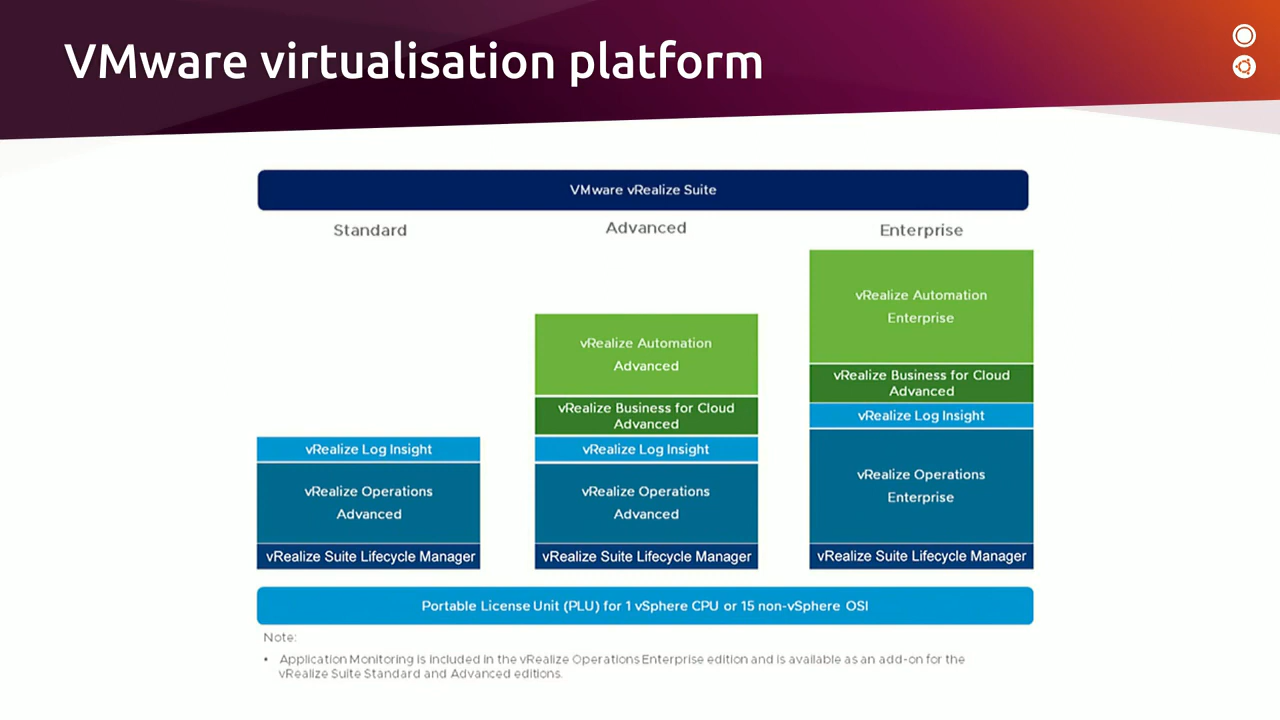 VMware virtualisation platform
VMware vRealize Suite
Standard
Advanced
Enterprise
vRealize Log Insight
vRealize Operations
Advanced
vRealize Suite Lifecycle Manager
vRealize Automation
Advanced
vRealize Business for Cloud
Advanced
vRealize Log Insight
vRealize Operations
Advanced
vRealize Suite Lifecycle Manager
vRealize Automation
Enterprise
vRealize Business for Cloud
Advanced
vRealize Log Insight
vRealize Operations
Enterprise
vRealize Suite Lifecycle Manager
Portable License Unit (PLU) for 1 vSphere CPU or 15 non-vSphere OSI
Note:
• Application Monitoring is included in the vRealize Operations Enterprise edition and is available as an add-on for the
vRealize Suite Standard and Advanced editions.